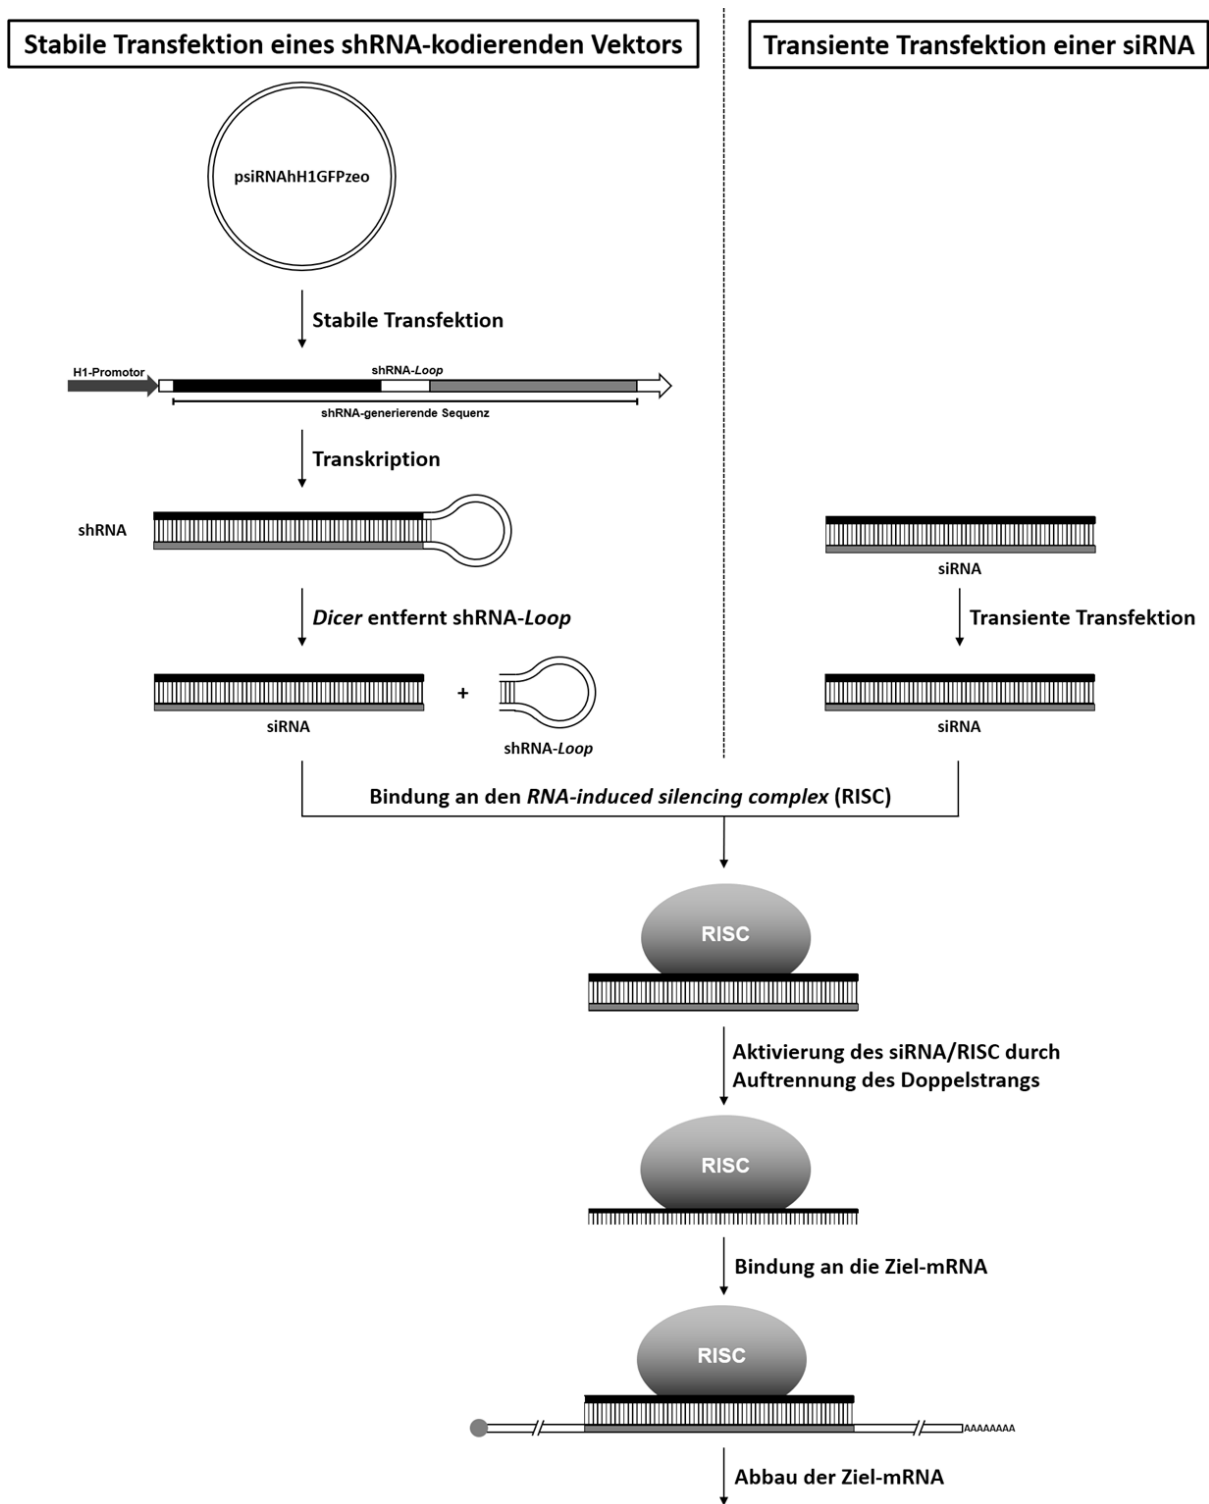 Stabile Transfektion eines shRNA-kodierenden Vektors
Transiente Transfektion einer siRNA
psiRNAhH1GFPzeo
Stabile Transfektion
H1-Promotor
shRNA-Loop
shRNA-generierende Sequenz
Transkription
shRNA
siRNA
Dicer entfernt shRNA-Loop
Transiente Transfektion
+
siRNA
shRNA-Loop
siRNA
Bindung an den RNA-induced silencing complex (RISC)
RISC
Aktivierung des siRNA/RISC durch
Auftrennung des Doppelstrangs
RISC
Bindung an die Ziel-mRNA
RISC
AAAAAAAA
Abbau der Ziel-mRNA